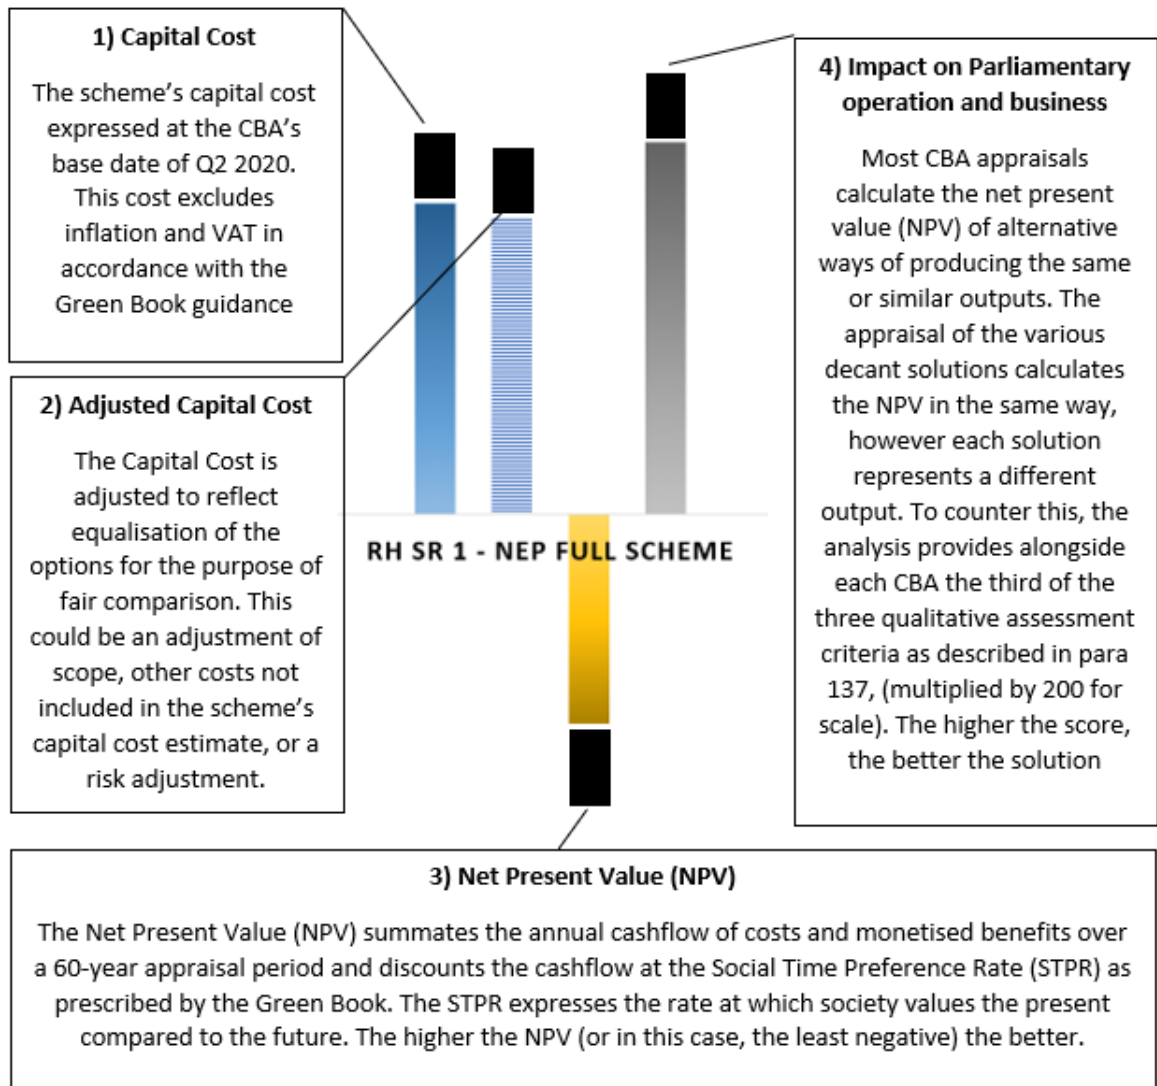 1) Capital Cost
The scheme’s capital cost
expressed at the CBA’s
base date of Q2 2020.
This cost excludes
inflation and VAT in
accordance with the
Green Book guidance
2) Adjusted Capital Cost
The Capital Cost is
adjusted to reflect
equalisation of the
options for the purpose of
fair comparison. This
could be an adjustment of
scope, other costs not
included in the scheme’s
capital cost estimate, or a
risk adjustment.
RH SR 1 - NEP FULL SCHEME
4) Impact on Parliamentary
operation and business
Most CBA appraisals
calculate the net present
value (NPV) of alternative
ways of producing the same
or similar outputs. The
appraisal of the various
decant solutions calculates
the NPV in the same way,
however each solution
represents a different
output. To counter this, the
analysis provides alongside
each CBA the third of the
three qualitative assessment
criteria as described in para
137, (multiplied by 200 for
scale). The higher the score,
the better the solution
3) Net Present Value (NPV)
The Net Present Value (NPV) summates the annual cashflow of costs and monetised benefits over
a 60-year appraisal period and discounts the cashflow at the Social Time Preference Rate (STPR) as
prescribed by the Green Book. The STPR expresses the rate at which society values the present
compared to the future. The higher the NPV (or in this case, the least negative) the better.